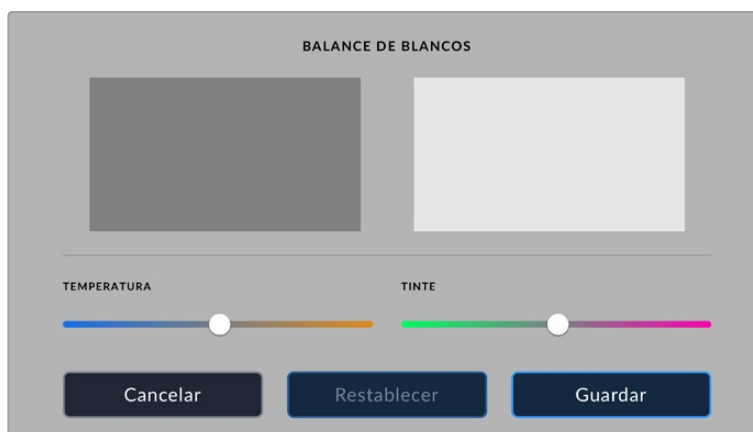 BALANCE DE BLANCOS
TEMPERATURA
TINTE
Cancelar
Restablecer
Guardar